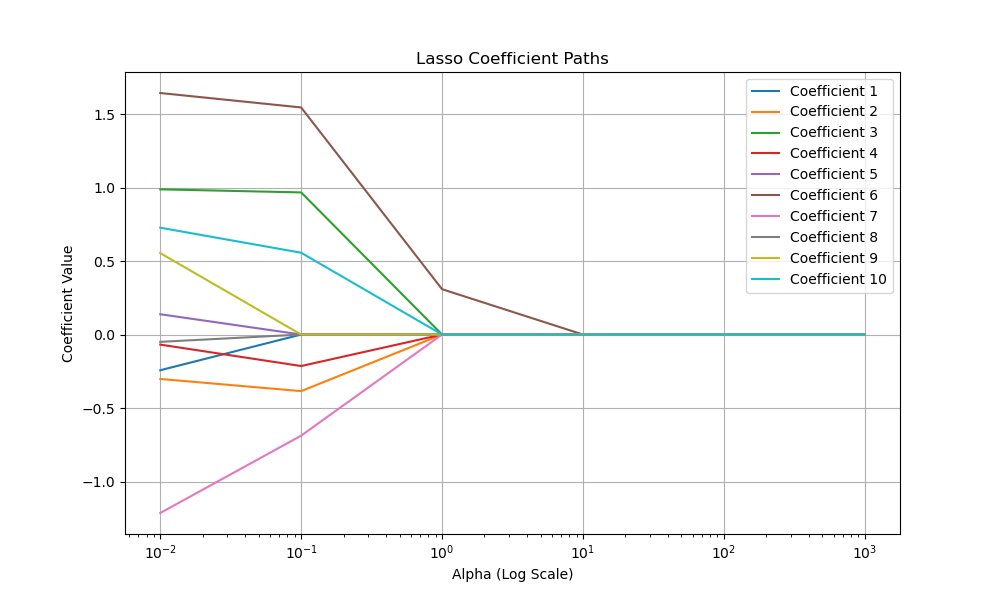 Lasso Coefficient Paths
Coefficient 1
Coefficient 2
Coefficient 3
Coefficient 4
Coefficient 5
Coefficient 6
Coefficient 7
Coefficient 8
Coefficient 9
Coefficient 10
Coefficient Value
1.5
1.0
0.5
0.0
−0.5
−1.0
10⁻² 10⁻¹ 10⁰ 10¹ 10² 10³
Alpha (Log Scale)